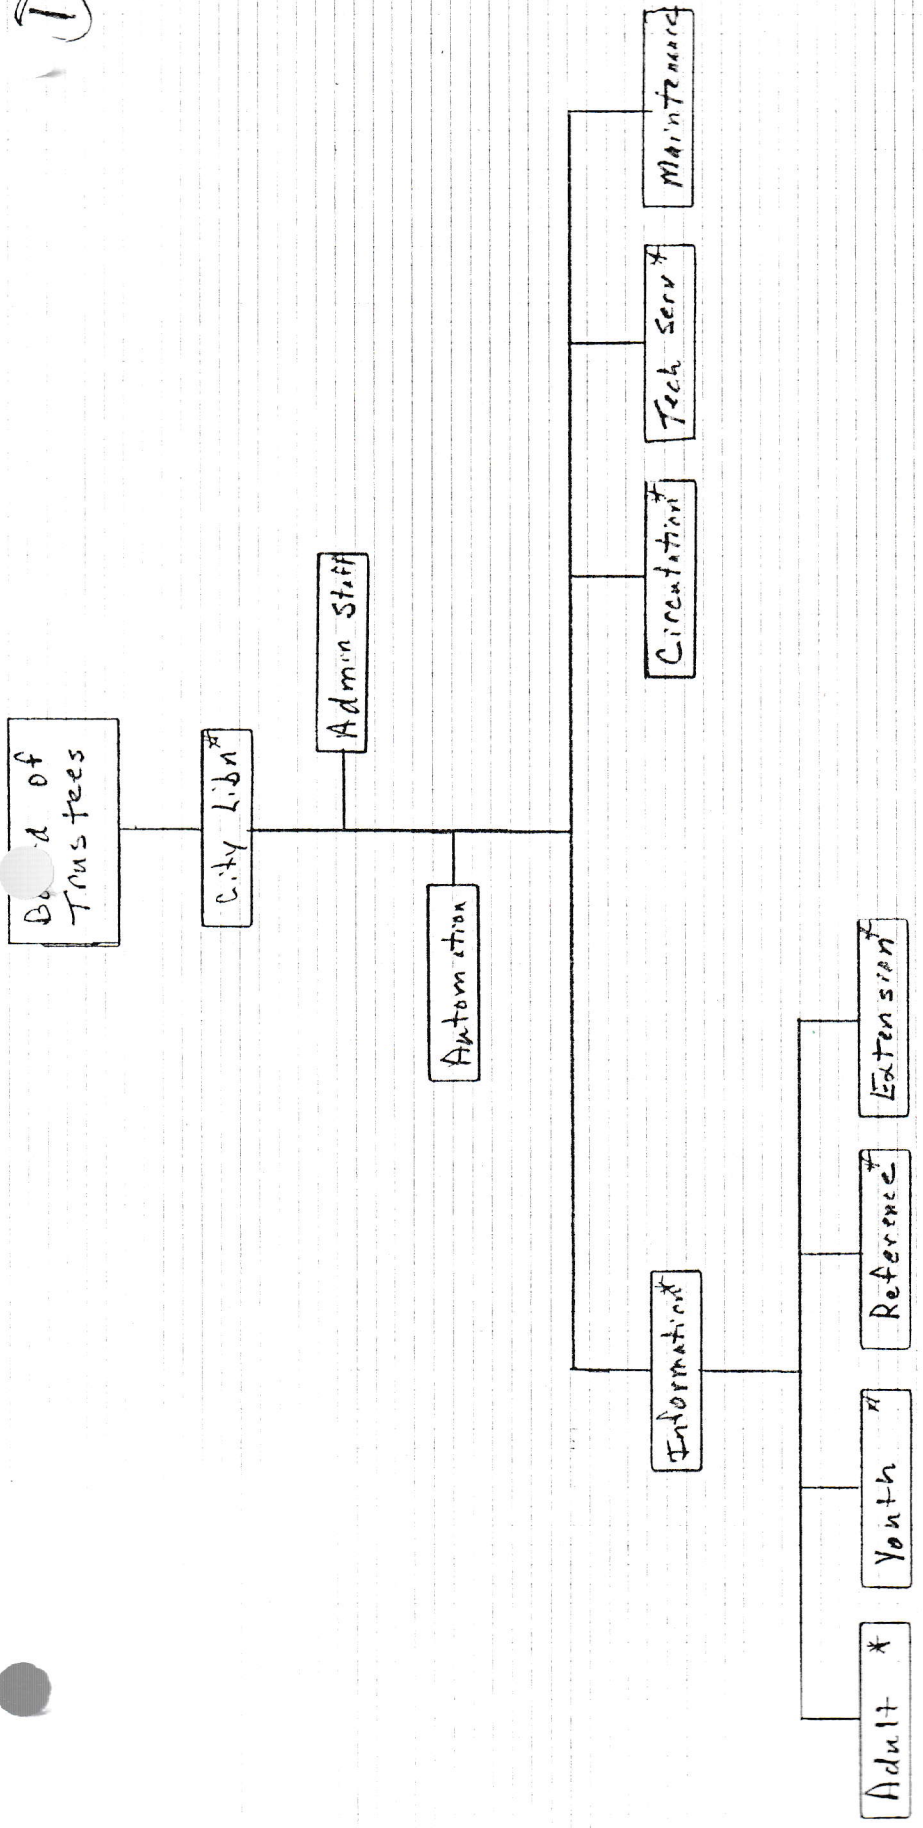 1
Trustees
City Libn*
Admin Staff
Automation
Information*
Circulation*
Tech Serv*
Maintenance
Adult *
Youth *
Reference*
Extension*
of